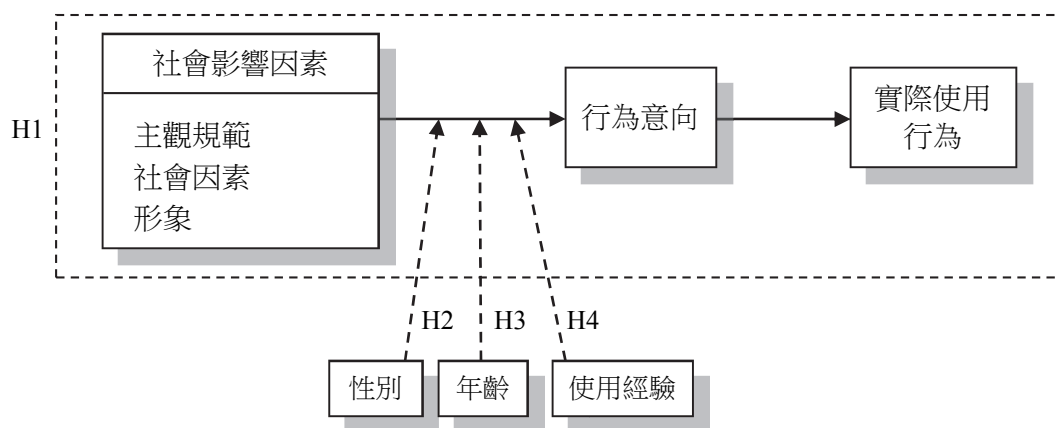 社會影響因素
主觀規範
社會因素
形象
H1
行為意向
實際使用
行為
H2
H3
H4
性別
年齡
使用經驗